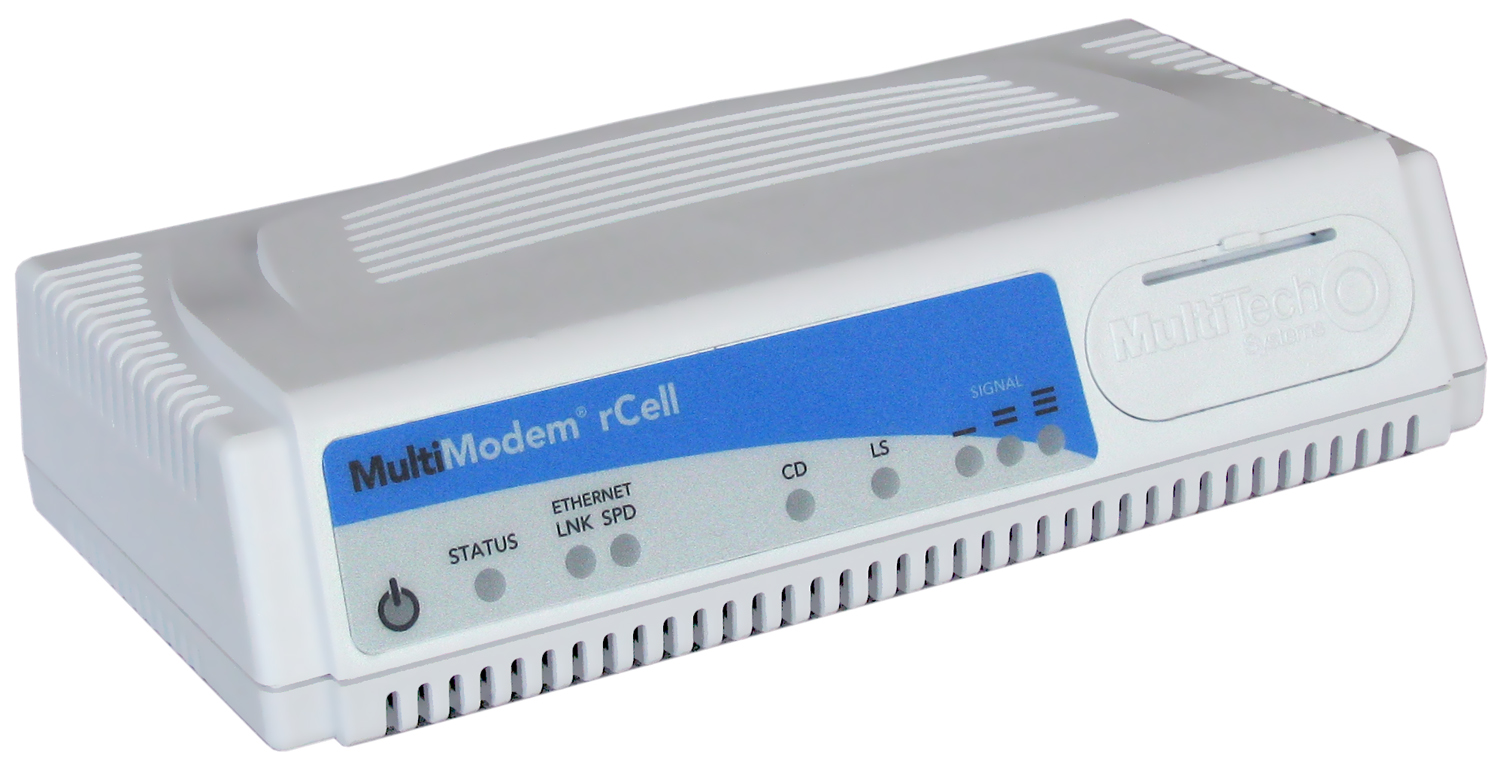 MultiModem® rCell
SIGNAL
STATUS
ETHERNET
LNK SPD
CD
LS
MultiTech
Systems